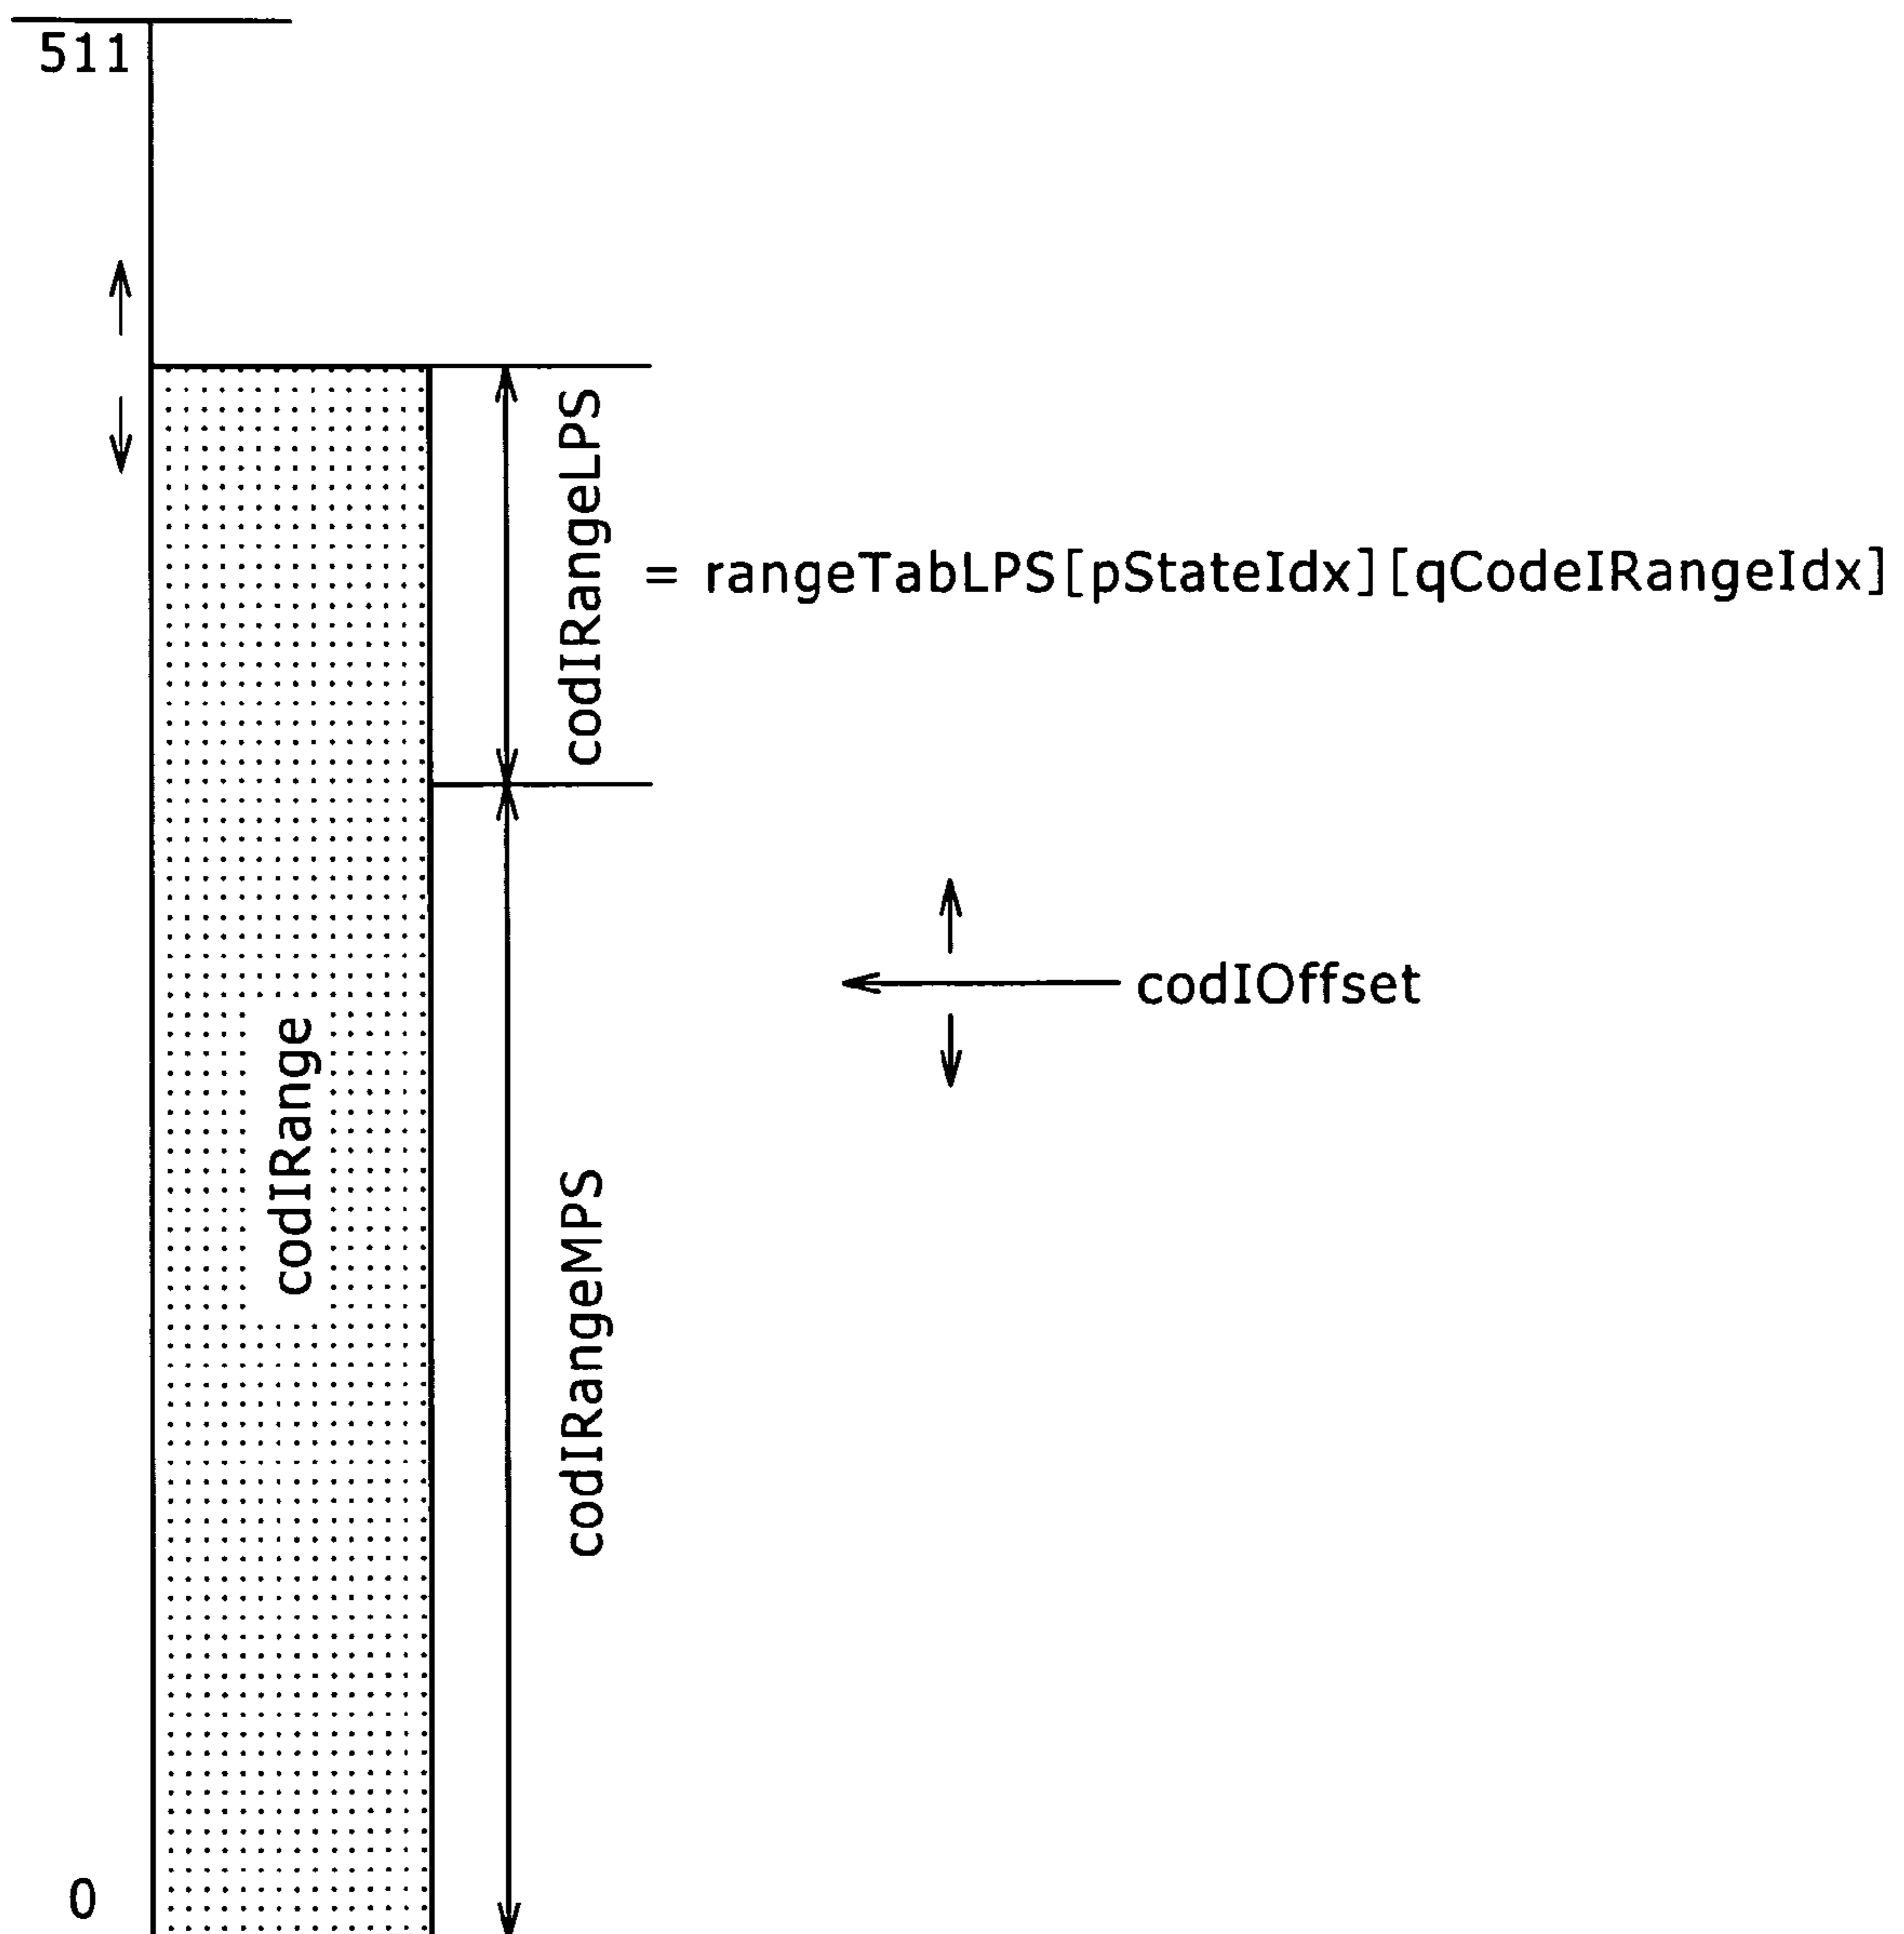 511
codIRangeLPS
= rangeTabLPS[pStateIdx][qCodeIRangeIdx]
codIOffset
codIRange
codIRangeMPS
0